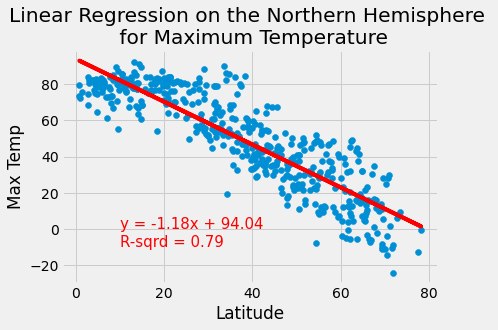 Linear Regression on the Northern Hemisphere
for Maximum Temperature
Max Temp
80
60
40
20
0
−20
y = -1.18x + 94.04
R-sqrd = 0.79
0 20 40 60 80
Latitude